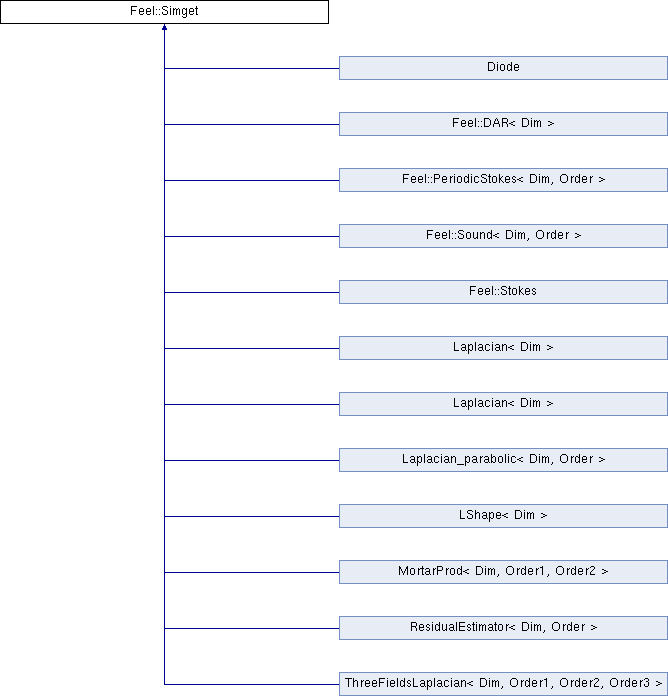 Feel::Simget
Diode
Feel::DAR< Dim >
Feel::PeriodicStokes< Dim, Order >
Feel::Sound< Dim, Order >
Feel::Stokes
Laplacian< Dim >
Laplacian< Dim >
Laplacian_parabolic< Dim, Order >
LShape< Dim >
MortarProd< Dim, Order1, Order2 >
ResidualEstimator< Dim, Order >
ThreeFieldsLaplacian< Dim, Order1, Order2, Order3 >